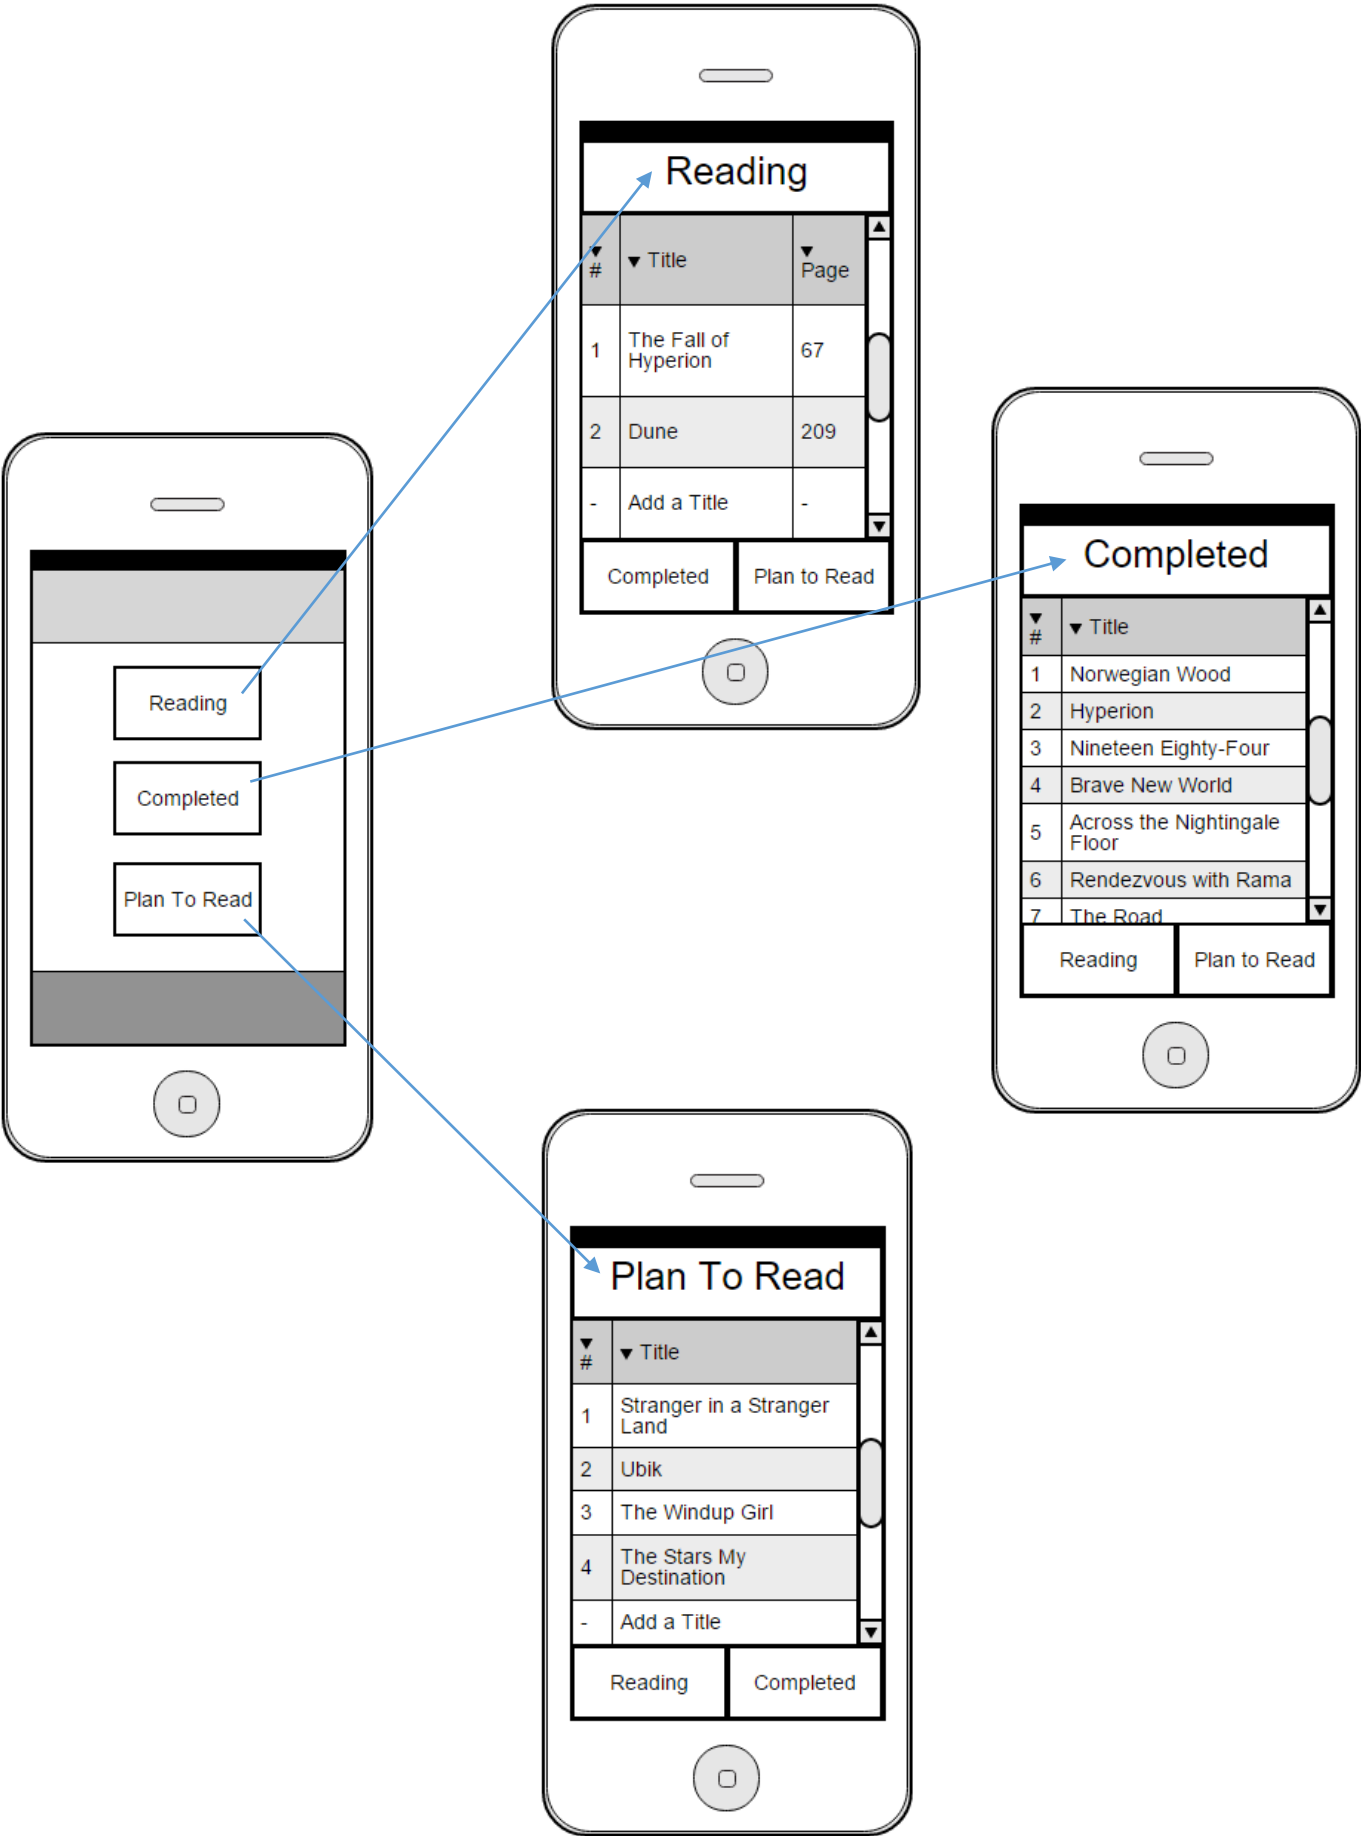 Reading
▼ # ▼ Title ▼ Page
1 The Fall of
Hyperion 67
2 Dune 209
- Add a Title -
Completed Plan to Read
Reading
Completed
Plan To Read
Completed
▼ # ▼ Title
1 Norwegian Wood
2 Hyperion
3 Nineteen Eighty-Four
4 Brave New World
5 Across the Nightingale
Floor
6 Rendezvous with Rama
7 The Road
Reading Plan to Read
Plan To Read
▼ # ▼ Title
1 Stranger in a Stranger
Land
2 Ubik
3 The Windup Girl
4 The Stars My
Destination
- Add a Title
Reading Completed